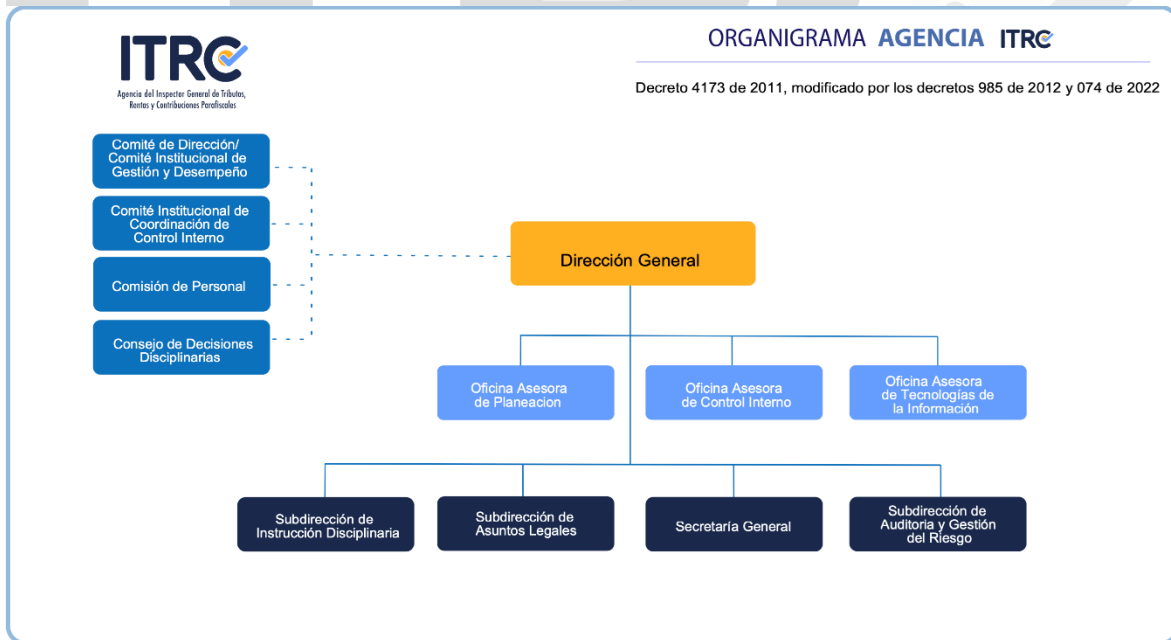 ITRC
Agencia del Inspector General de Tributos,
Rentas y Contribuciones Parafiscales
ORGANIGRAMA AGENCIA ITRC
Decreto 4173 de 2011, modificado por los decretos 985 de 2012 y 074 de 2022
Comité de Dirección/
Comité Institucional de
Gestión y Desempeño
Comité Institucional de
Coordinación de
Control Interno
Comisión de Personal
Consejo de Decisiones
Disciplinarias
Dirección General
Oficina Asesora
de Planeacion
Oficina Asesora
de Control Interno
Oficina Asesora
de Tecnologías de
la Información
Subdirección de
Instrucción Disciplinaria
Subdirección de
Asuntos Legales
Secretaría General
Subdirección de
Auditoria y Gestión
del Riesgo